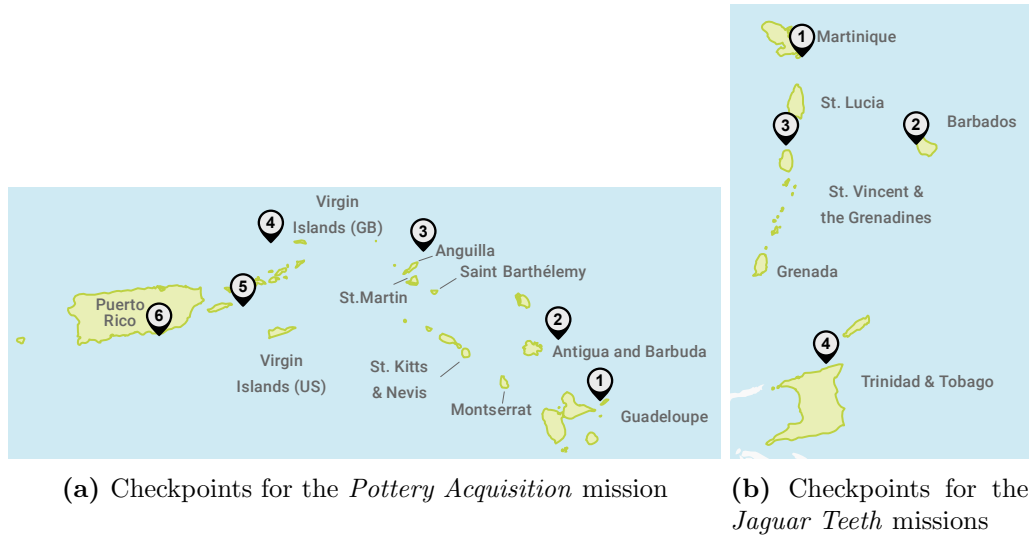 Virgin
Islands (GB)
4
3
Anguilla
Saint Barthélemy
St.Martin
5
Puerto
Rico
6
2
Antigua and Barbuda
Virgin
Islands (US)
St. Kitts
& Nevis
1
Montserrat
Guadeloupe
(a) Checkpoints for the Pottery Acquisition mission
1
Martinique
St. Lucia
3
2
Barbados
St. Vincent &
the Grenadines
Grenada
4
Trinidad & Tobago
(b) Checkpoints for the
Jaguar Teeth missions